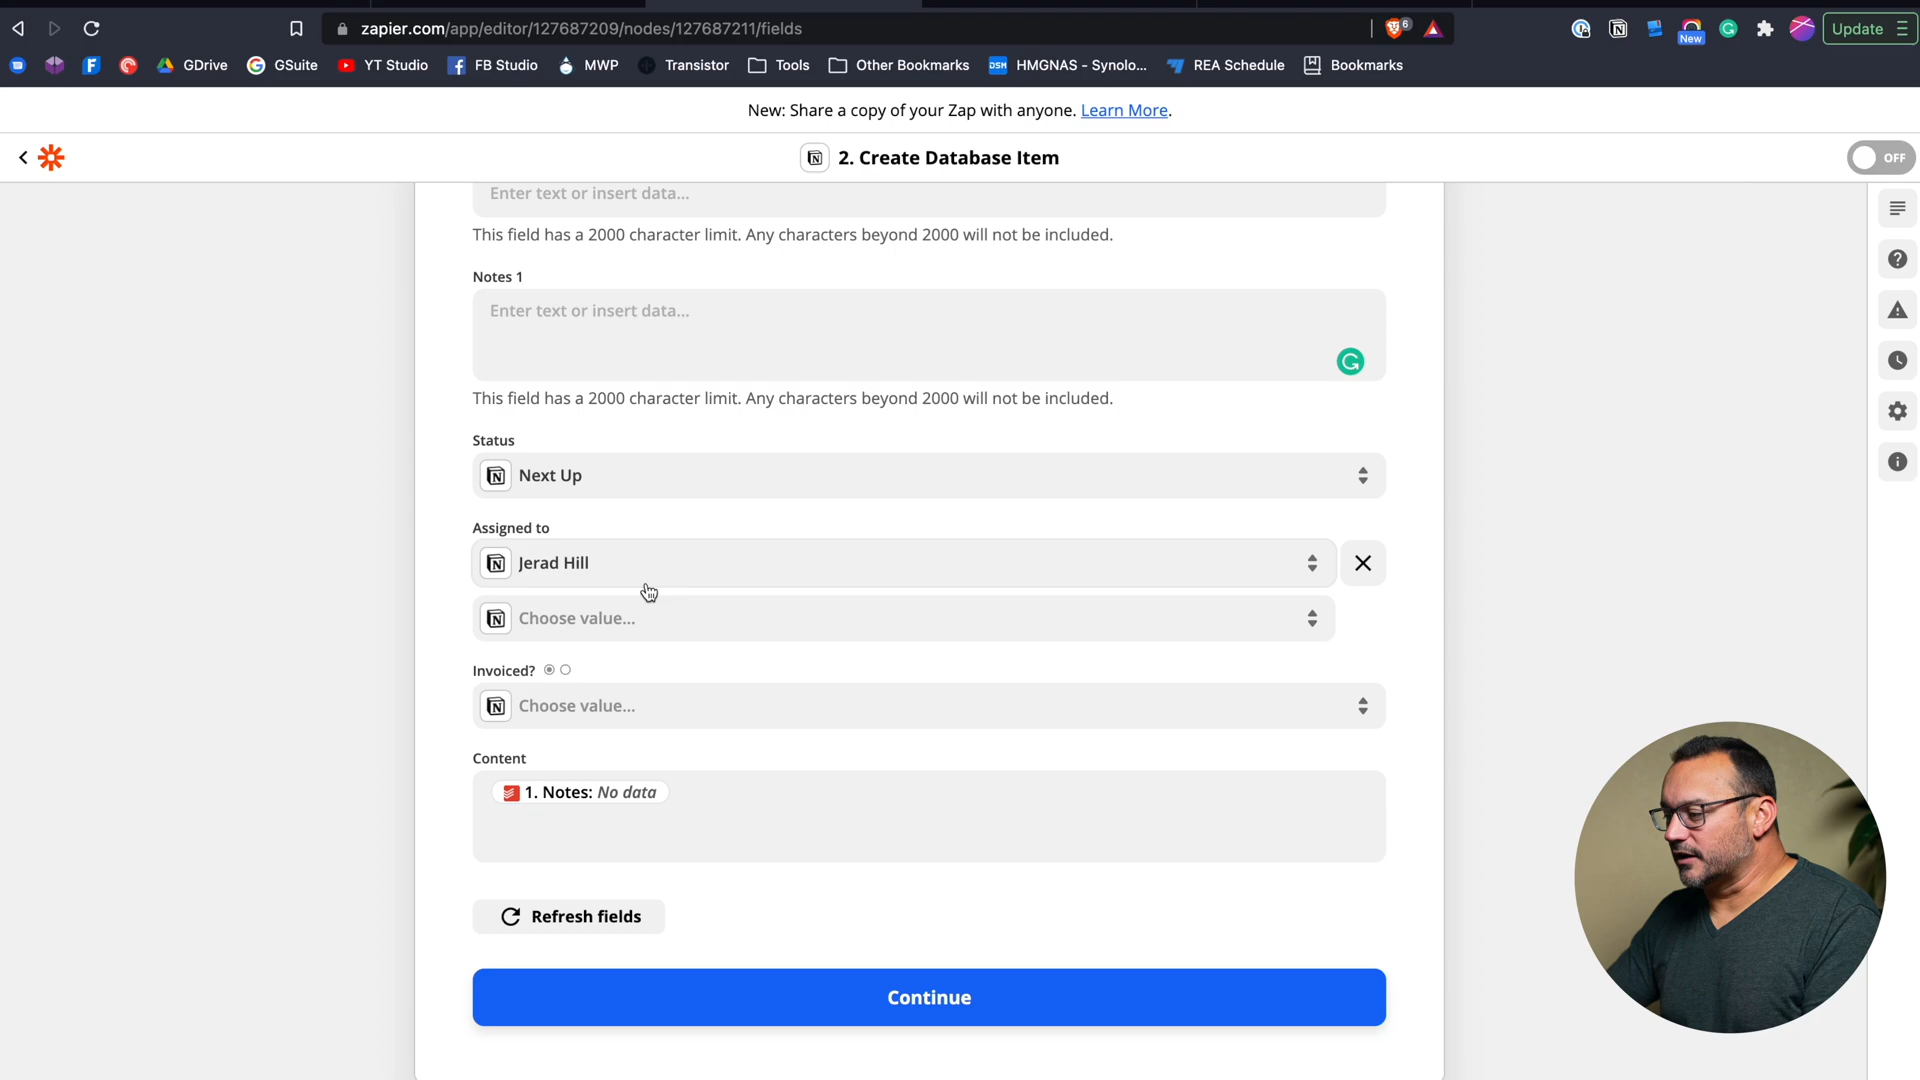 zapier.com/app/editor/127687209/nodes/127687211/fields
6
New
Update
GDrive
GSuite
YT Studio
FB Studio
MWP
Transistor
Tools
Other Bookmarks
DSM
HMGNAS - Synolo...
REA Schedule
Bookmarks
New: Share a copy of your Zap with anyone. Learn More.
2. Create Database Item
OFF
Enter text or insert data...
This field has a 2000 character limit. Any characters beyond 2000 will not be included.
Notes 1
Enter text or insert data...
This field has a 2000 character limit. Any characters beyond 2000 will not be included.
Status
Next Up
Assigned to
Jerad Hill
Choose value...
Invoiced?
Choose value...
Content
1. Notes: No data
Refresh fields
Continue